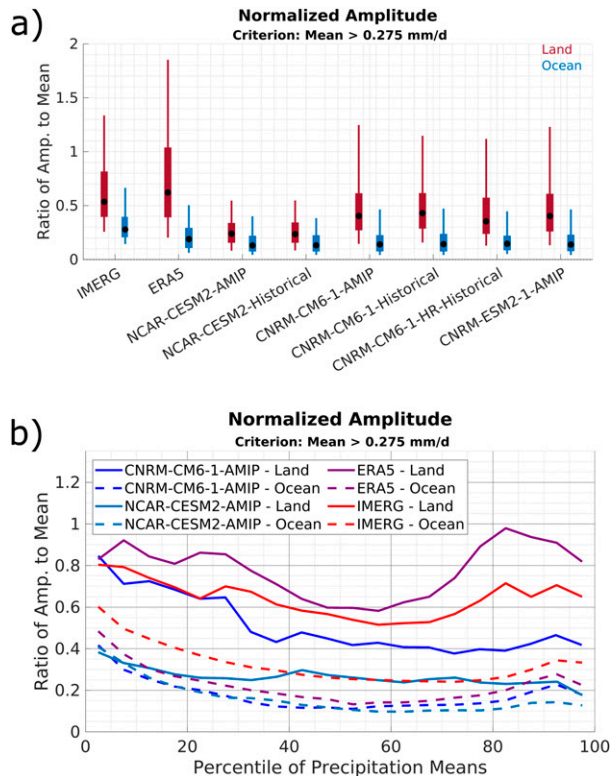 a)
Normalized Amplitude
Criterion: Mean > 0.275 mm/d
Land
Ocean
Ratio of Amp. to Mean
2
1.5
1
0.5
0
IMERG
ERA5
NCAR-CESM2-AMIP
NCAR-CESM2-Historical
CNRM-CM6-1-AMIP
CNRM-CM6-1-Historical
CNRM-CM6-1-HR-Historical
CNRM-ESM2-1-AMIP
b)
Normalized Amplitude
Criterion: Mean > 0.275 mm/d
CNRM-CM6-1-AMIP - Land
CNRM-CM6-1-AMIP - Ocean
NCAR-CESM2-AMIP - Land
NCAR-CESM2-AMIP - Ocean
ERA5 - Land
ERA5 - Ocean
IMERG - Land
IMERG - Ocean
Ratio of Amp. to Mean
1.2
1
0.8
0.6
0.4
0.2
0
0 20 40 60 80 100
Percentile of Precipitation Means